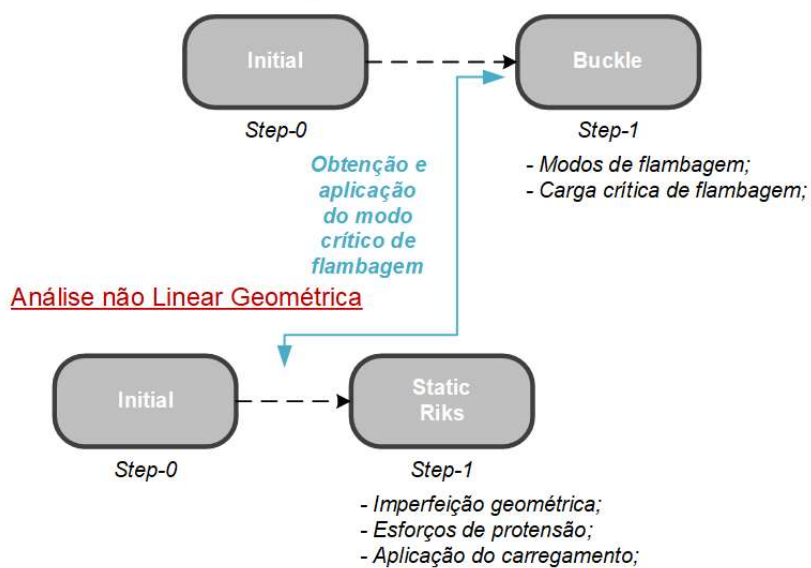 Initial
Buckle
Step-0
Step-1
Obtenção e
aplicação
do modo
crítico de
flambagem
- Modos de flambagem;
- Carga crítica de flambagem;
Análise não Linear Geométrica
Initial
Static
Riks
Step-0
Step-1
- Imperfeição geométrica;
- Esforços de protensão;
- Aplicação do carregamento;